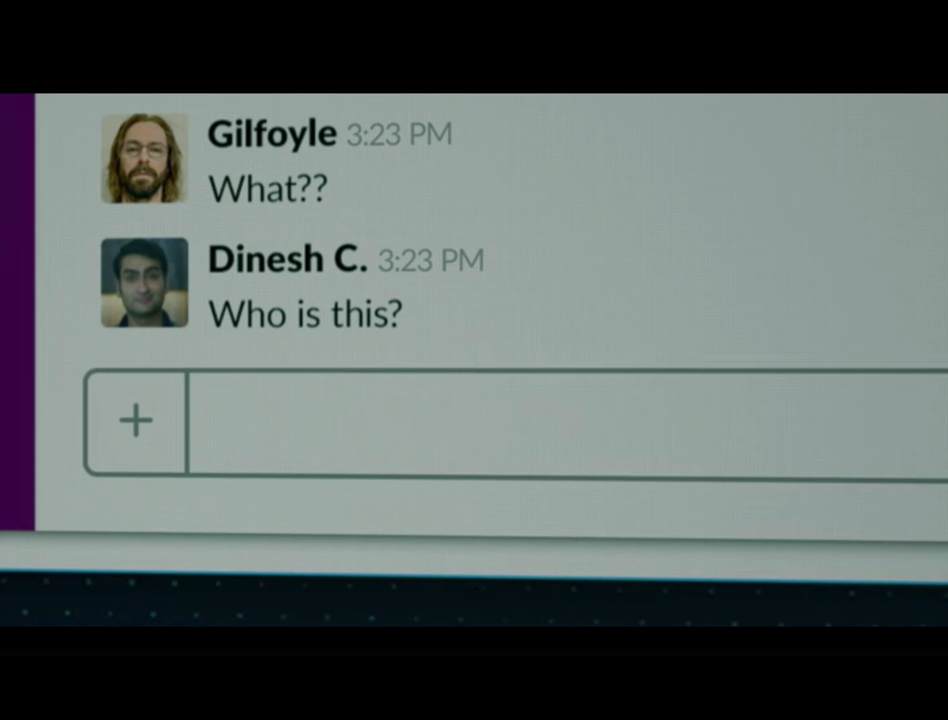 Gilfoyle 3:23 PM
What??
Dinesh C. 3:23 PM
Who is this?
+